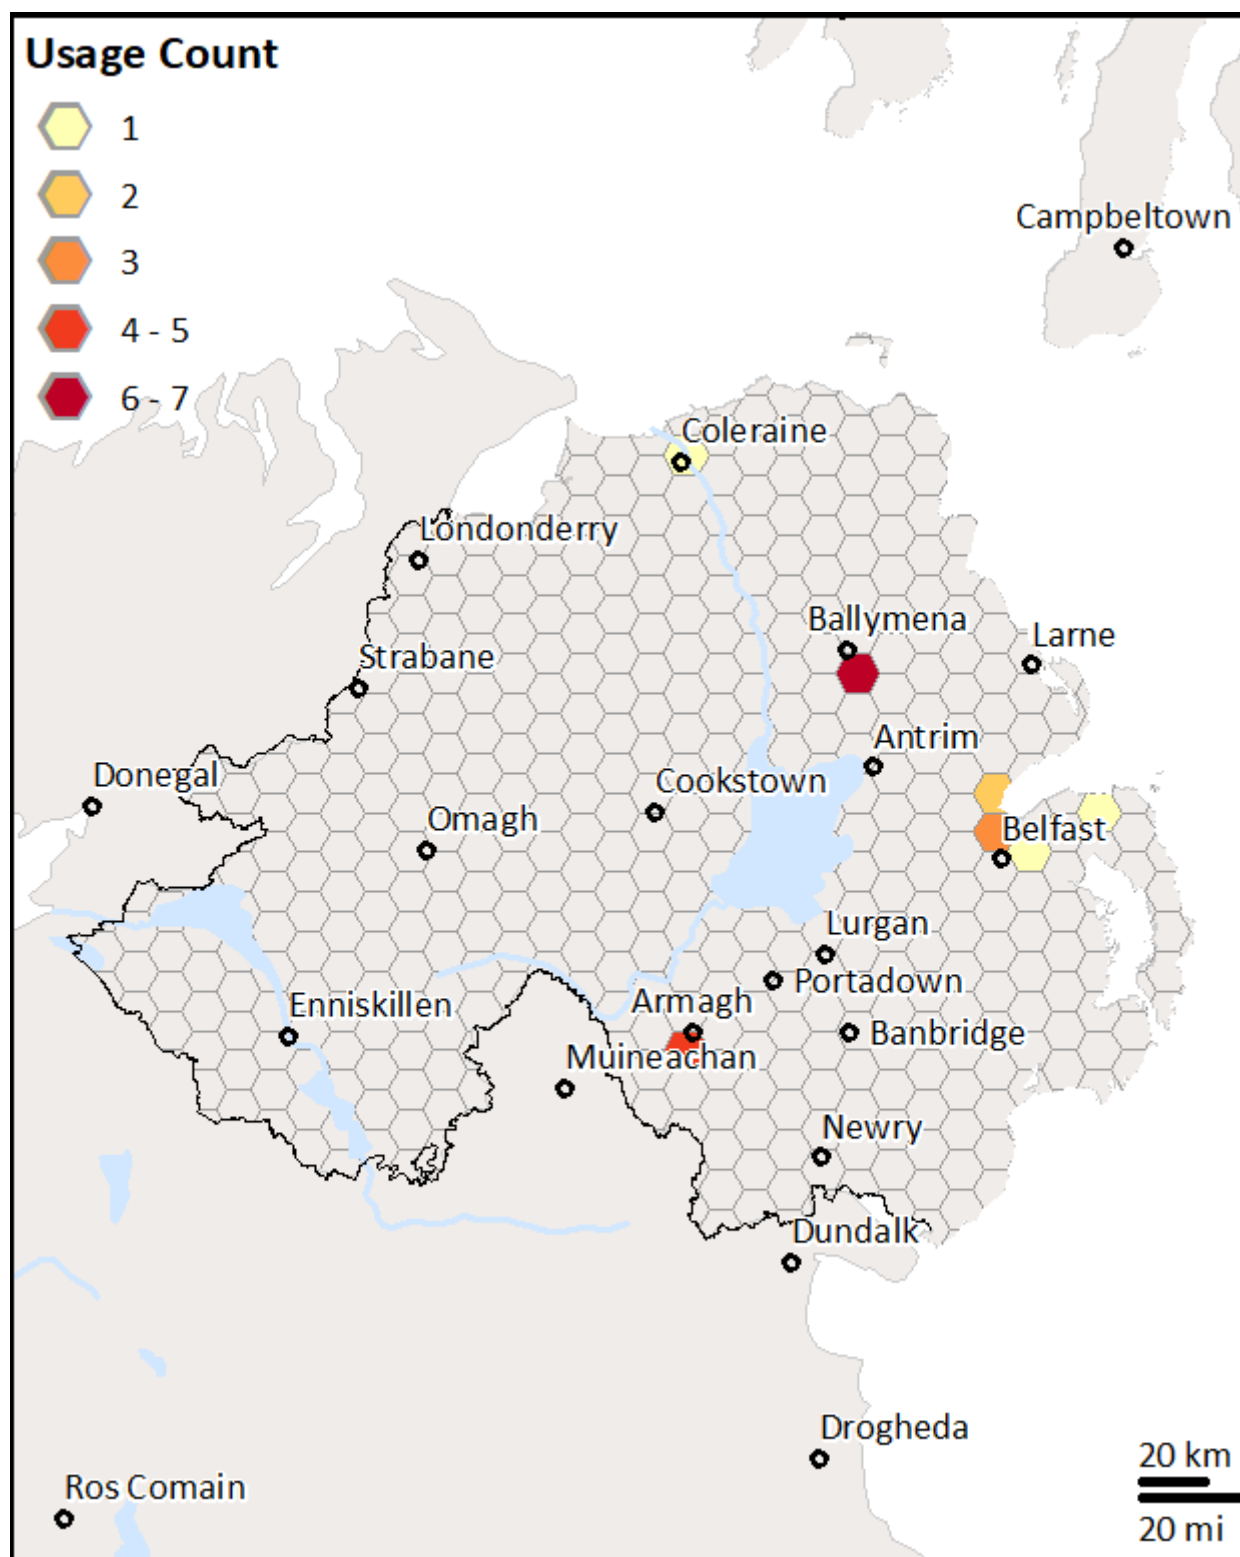 Usage Count
1
2
3
4 - 5
6 - 7
Campbeltown
Coleraine
Londonderry
Ballymena
Larne
Strabane
Antrim
Donegal
Cookstown
Omagh
Belfast
Lurgan
Portadown
Armagh
Enniskillen
Banbridge
Muineachan
Newry
Dundalk
Drogheda
20 km
Ros Comain
20 mi